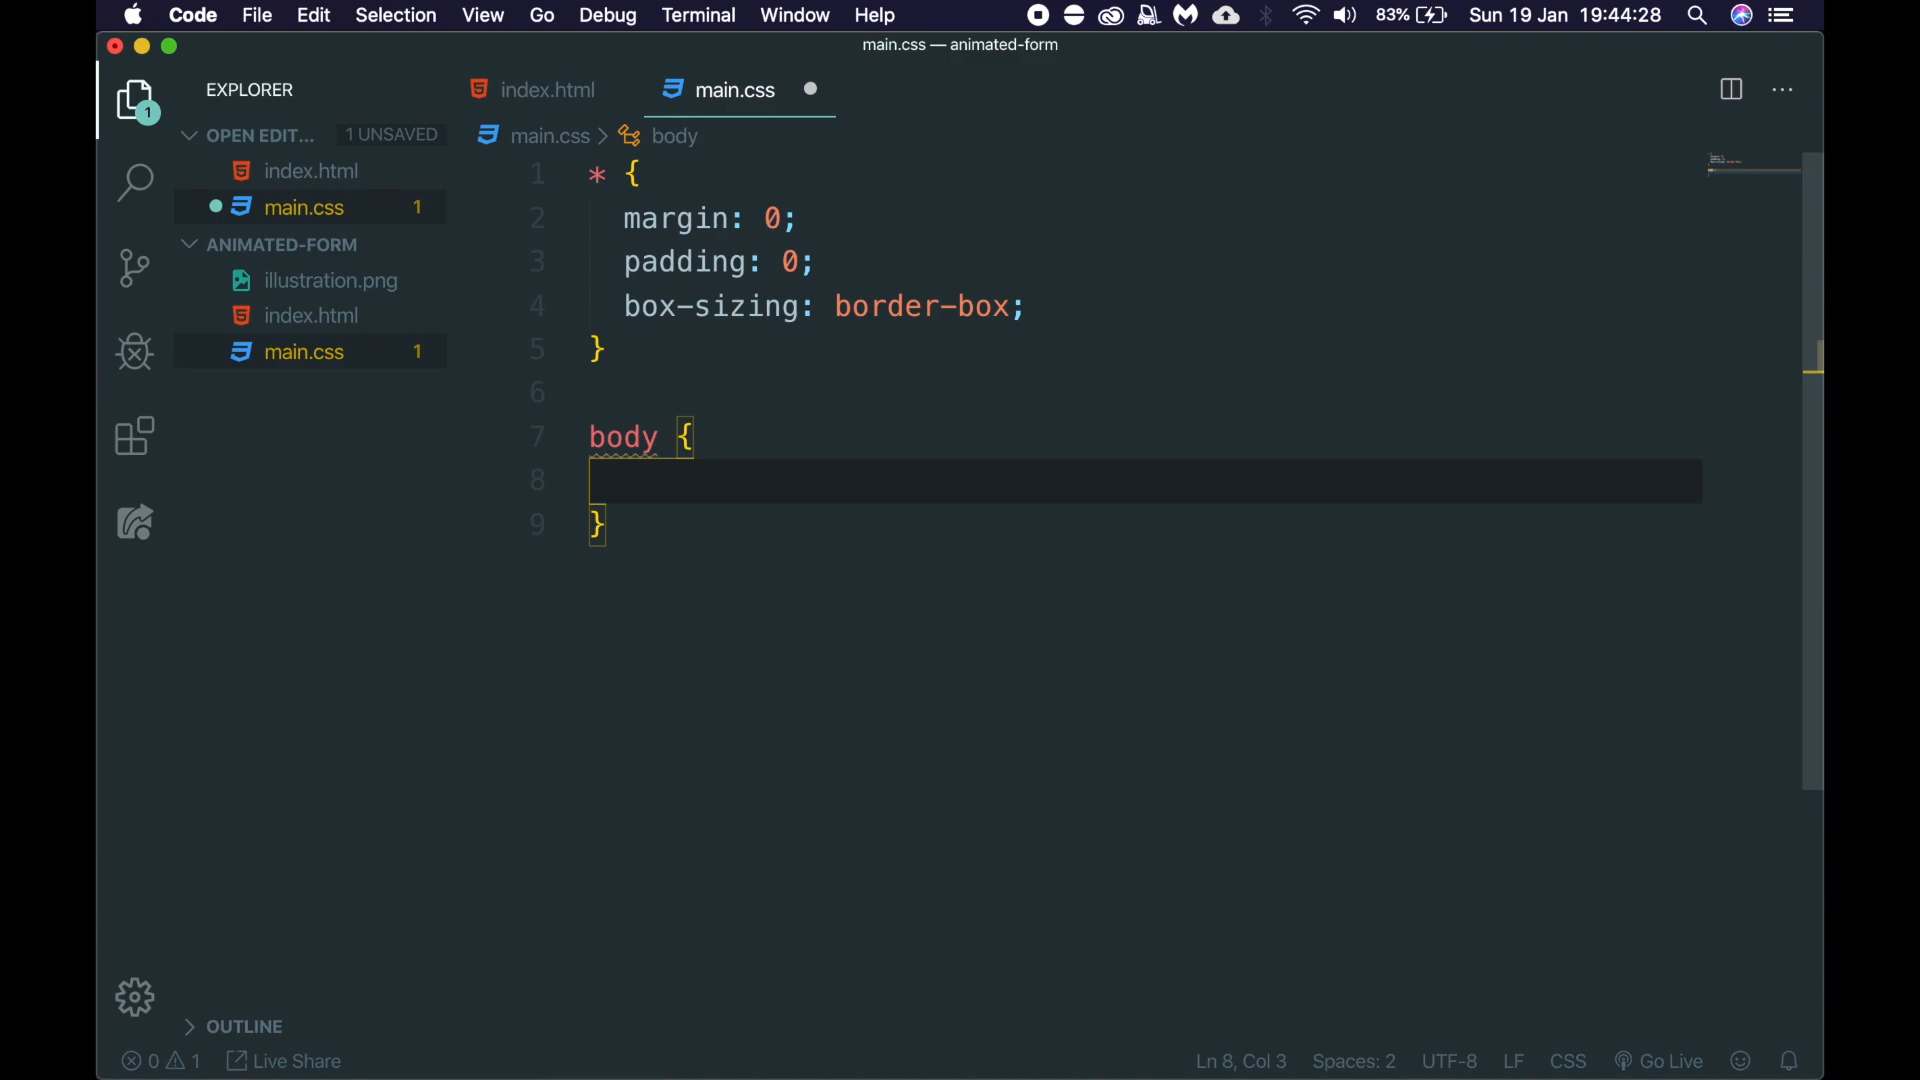 Code File Edit Selection View Go Debug Terminal Window Help 83% Sun 19 Jan 19:44:28
main.css — animated-form
EXPLORER
1
OPEN EDIT... 1 UNSAVED
index.html
main.css 1
ANIMATED-FORM
illustration.png
index.html
main.css 1
OUTLINE
index.html main.css
main.css > body
1 * {
2 margin: 0;
3 padding: 0;
4 box-sizing: border-box;
5 }
6
7 body {
8
9 }
0 1 Live Share Ln 8, Col 3 Spaces: 2 UTF-8 LF CSS Go Live